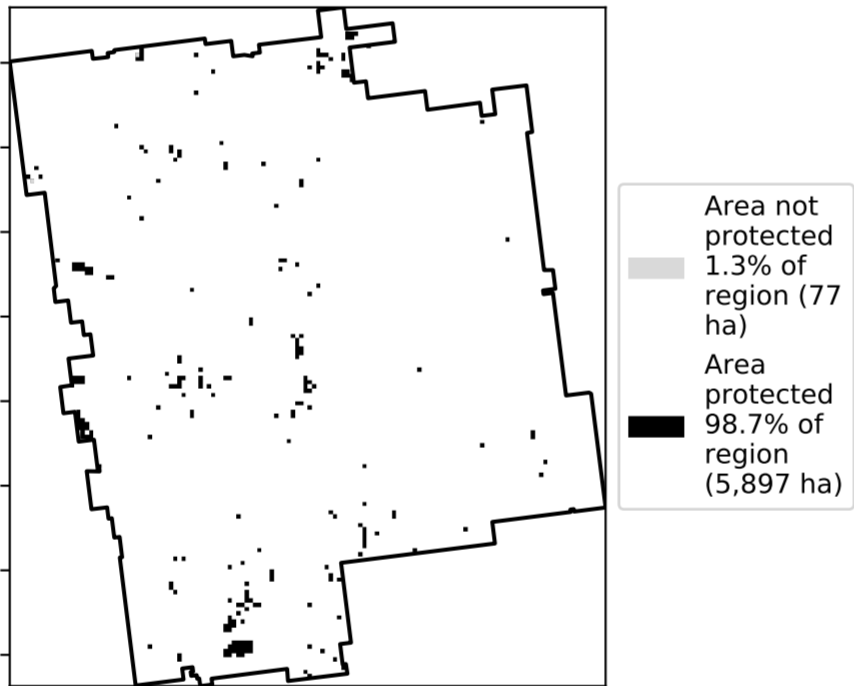 Area not
protected
1.3% of
region (77
ha)
Area
protected
98.7% of
region
(5,897 ha)